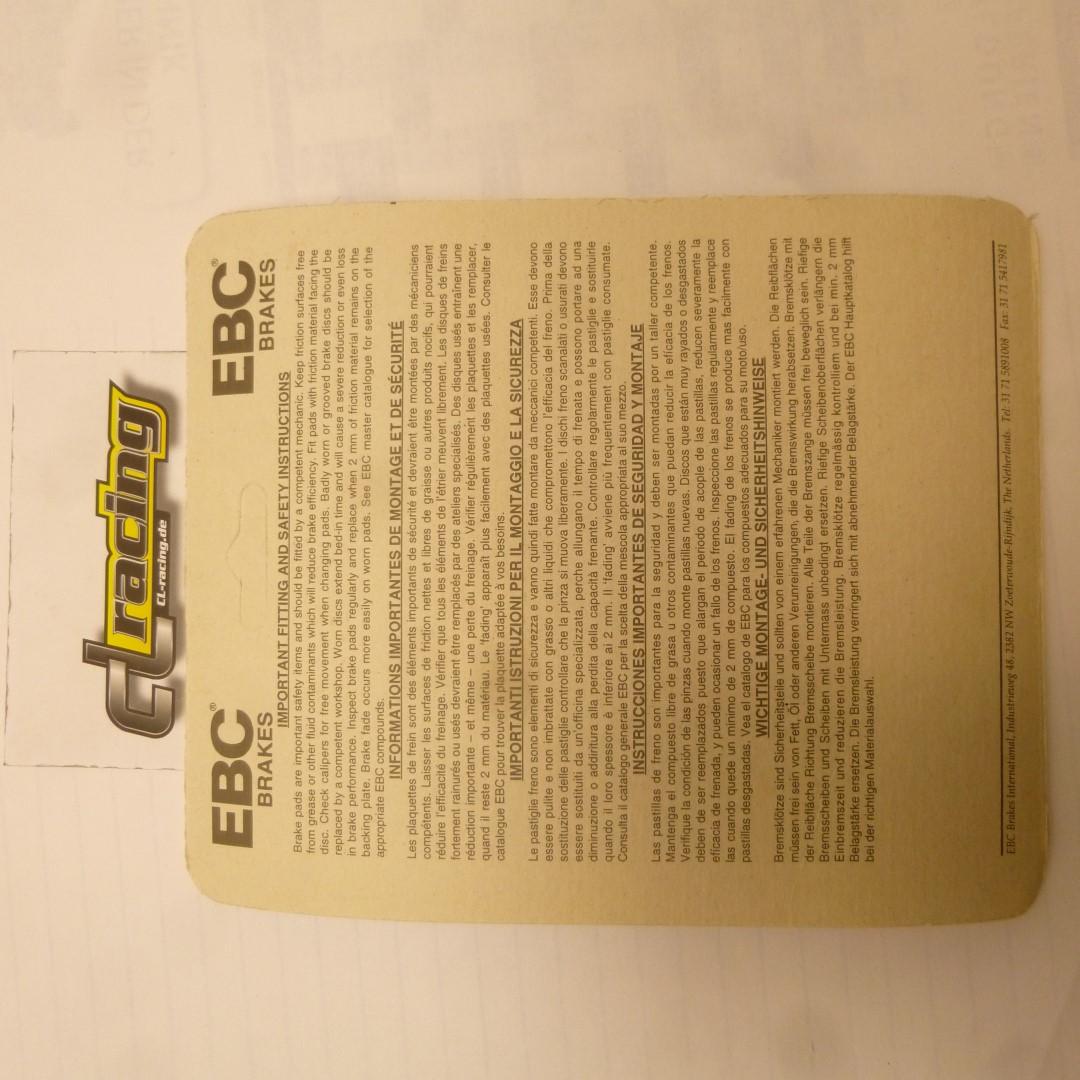 CL racing
CL-racing.de
EBC® EBC®
BRAKES BRAKES
IMPORTANT FITTING AND SAFETY INSTRUCTIONS
Brake pads are important safety items and should be fitted by a competent mechanic. Keep friction surfaces free
from grease or other fluid contaminants which will reduce brake efficiency. Fit pads with friction material facing the
disc. Check calipers for free movement when changing pads. Badly worn or grooved brake discs should be
replaced by a competent workshop. Worn discs extend bed-in time and will cause a severe reduction or even loss
in brake performance. Inspect brake pads regularly and replace when 2 mm of friction material remains on the
backing plate. Brake fade occurs more easily on worn pads. See EBC master catalogue for selection of the
appropriate EBC compounds.
INFORMATIONS IMPORTANTES DE MONTAGE ET DE SÉCURITÉ
Les plaquettes de frein sont des éléments importants de sécurité et devraient être montées par des mécaniciens
compétents. Laisser les surfaces de friction nettes et libres de graisse ou autres produits nocifs, qui pourraient
réduire l'efficacité du freinage. Vérifier que tous les éléments de l'étrier meuvent librement. Les disques de freins
fortement rainurés ou usés devraient être remplacés par des ateliers specialisés. Des disques usés entraînent une
réduction importante – et même – une perte du freinage. Vérifier régulièrement les plaquettes et les remplacer,
quand il reste 2 mm du matériau. Le 'fading' apparaît plus facilement avec des plaquettes usées. Consulter le
catalogue EBC pour trouver la plaquette adaptée à vos besoins.
IMPORTANTI ISTRUZIONI PER IL MONTAGGIO E LA SICUREZZA
Le pastiglie freno sono elementi di sicurezza e vanno quindi fatte montare da meccanici competenti. Esse devono
essere pulite e non imbrattate con grasso o altri liquidi che compromettono l'efficacia del freno. Prima della
sostituzione delle pastiglie controllare che la pinza si muova liberamente. I dischi freno scanalati o usurati devono
essere sostituiti da un'officina specializzata, perche allungano il tempo di frenata e possono portare ad una
diminuzione o addiritura alla perdita della capacità frenante. Controllare regolarmente le pastiglie e sostituirle
quando il loro spessore è inferiore ai 2 mm. Il 'fading' avviene più frequentement con pastiglie consumate.
Consulta il catalogo generale EBC per la scelta della mescola appropriata al suo mezzo.
INSTRUCCIONES IMPORTANTES DE SEGURIDAD Y MONTAJE
Las pastillas de freno son importantes para la seguridad y deben ser montadas por un taller competente.
Mantenga el compuesto libre de grasa u otros contaminantes que puedan reducir la eficacia de los frenos.
Verifique la condición de las pinzas cuando monte pastillas nuevas. Discos que están muy rayados o desgastados
deben de ser reemplazados puesto que alargan el periodo de acople de las pastillas, reducen severamente la
eficacia de frenada, y pueden ocasionar un fallo de los frenos. Inspeccione las pastillas regularmente y reemplace
las cuando quede un minimo de 2 mm de compuesto. El fading de los frenos se produce mas facilmente con
pastillas desgastadas. Vea el catalogo de EBC para los compuestos adecuados para su moto/uso.
WICHTIGE MONTAGE- UND SICHERHEITSHINWEISE
Bremsklötze sind Sicherheitsteile und sollten von einem erfahrenen Mechaniker montiert werden. Die Reibflächen
müssen frei sein von Fett, Öl oder anderen Verunreinigungen, die die Bremswirkung herabsetzen. Bremsklötze mit
der Reibfläche Richtung Bremsscheibe montieren. Alle Teile der Bremszange müssen frei beweglich sein. Riefige
Bremsscheiben und Scheiben mit Untermass unbedingt ersetzen. Riefige Scheibenoberflächen verlängern die
Einbremszeit und reduzieren die Bremsleistung. Bremsklötze regelmässig kontrollieren und bei min. 2 mm
Belagstärke ersetzen. Die Bremsleistung verringert sich mit abnehmender Belagstärke. Der EBC Hauptkatalog hilft
bei der richtigen Materialauswahl.
EBC Brakes International, Industrieweg 48, 2382 NW Zoeterwoude-Rijndijk, The Netherlands. Tel: 31 71 5891008 Fax: 31 71 5417981